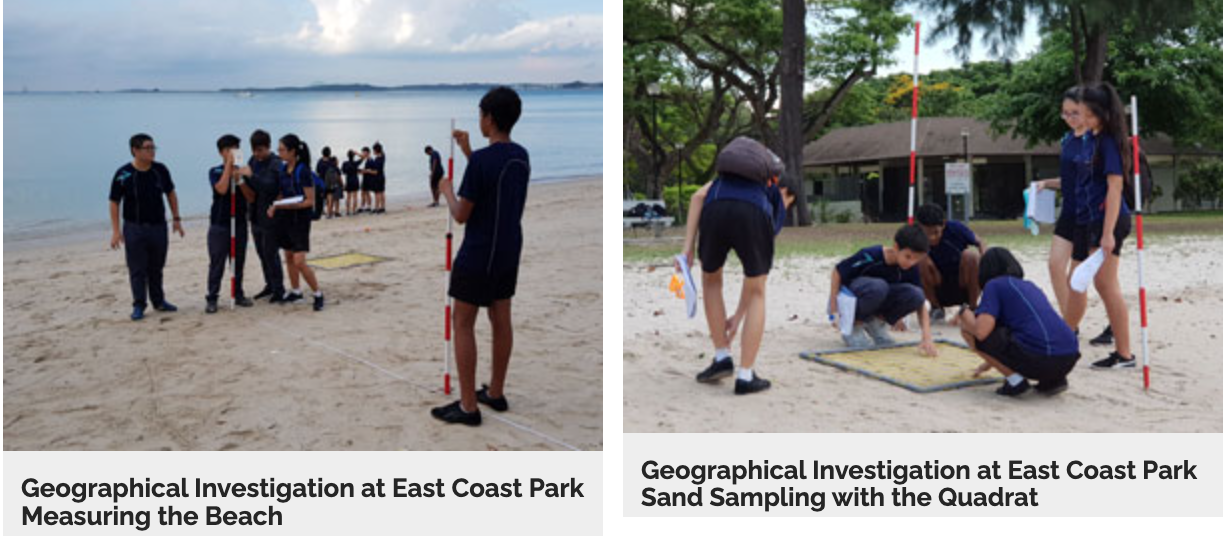 Geographical Investigation at East Coast Park
Measuring the Beach
Geographical Investigation at East Coast Park
Sand Sampling with the Quadrat